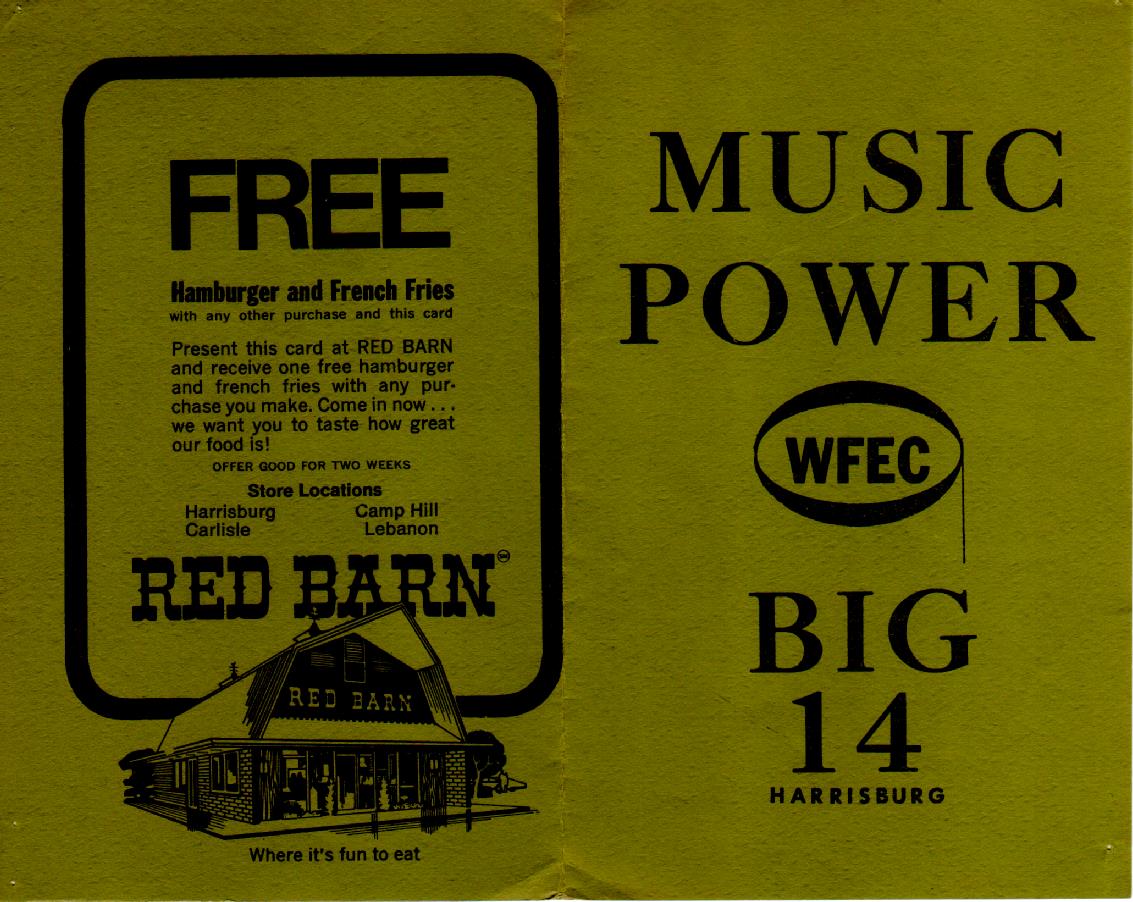 FREE
Hamburger and French Fries
with any other purchase and this card
Present this card at RED BARN
and receive one free hamburger
and french fries with any pur-
chase you make. Come in now . . .
we want you to taste how great
our food is!
OFFER GOOD FOR TWO WEEKS
Store Locations
Harrisburg Camp Hill
Carlisle Lebanon
RED BARN
RED BARN
Where it's fun to eat
MUSIC
POWER
WFEC
BIG
14
HARRISBURG